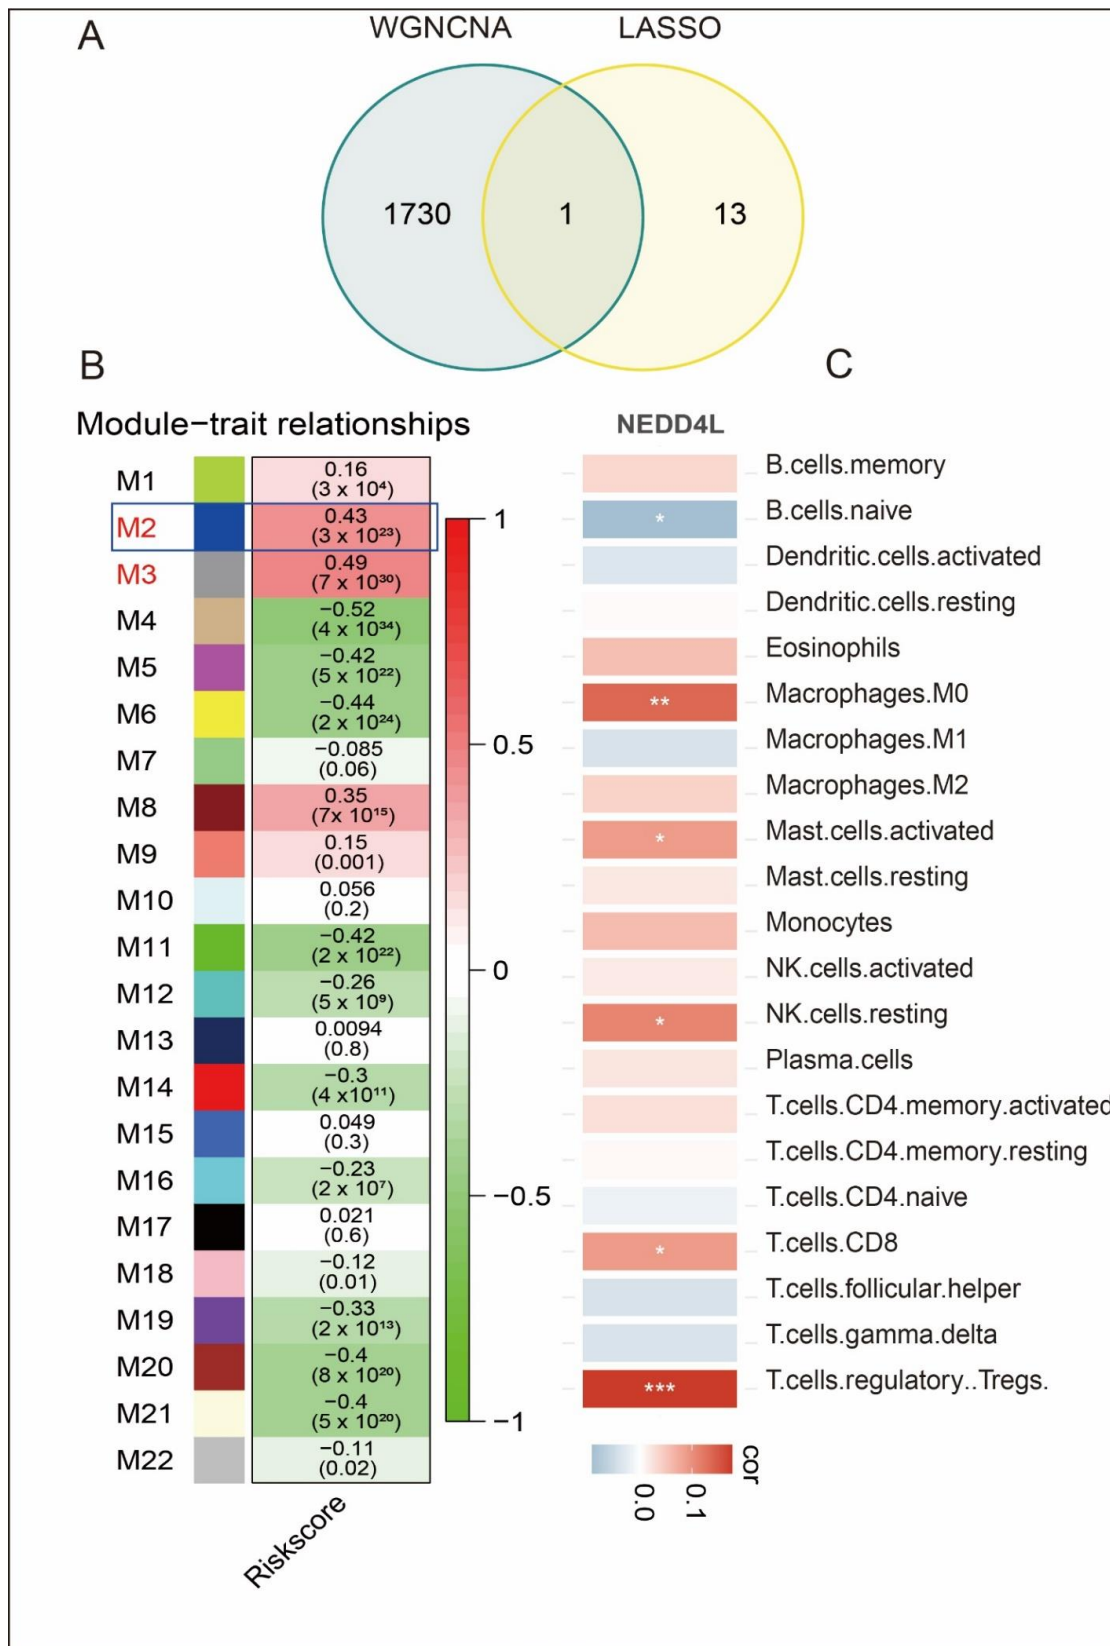 A
WGNCNA
LASSO
1730
1
13
B
C
Module−trait relationships
M1
0.16
(3 x 10⁴)
M2
0.43
(3 x 10²³)
M3
0.49
(7 x 10³⁰)
M4
−0.52
(4 x 10³⁴)
M5
−0.42
(5 x 10²²)
M6
−0.44
(2 x 10²⁴)
M7
−0.085
(0.06)
M8
0.35
(7x 10¹⁵)
M9
0.15
(0.001)
M10
0.056
(0.2)
M11
−0.42
(2 x 10²²)
M12
−0.26
(5 x 10⁹)
M13
0.0094
(0.8)
M14
−0.3
(4 x10¹¹)
M15
0.049
(0.3)
M16
−0.23
(2 x 10⁷)
M17
0.021
(0.6)
M18
−0.12
(0.01)
M19
−0.33
(2 x 10¹³)
M20
−0.4
(8 x 10²⁰)
M21
−0.4
(5 x 10²⁰)
M22
−0.11
(0.02)
Riskscore
1
0.5
0
−0.5
−1
NEDD4L
B.cells.memory
* B.cells.naive
Dendritic.cells.activated
Dendritic.cells.resting
Eosinophils
** Macrophages.M0
Macrophages.M1
Macrophages.M2
* Mast.cells.activated
Mast.cells.resting
Monocytes
NK.cells.activated
* NK.cells.resting
Plasma.cells
T.cells.CD4.memory.activated
T.cells.CD4.memory.resting
T.cells.CD4.naive
* T.cells.CD8
T.cells.follicular.helper
T.cells.gamma.delta
*** T.cells.regulatory..Tregs.
cor
0.0
0.1